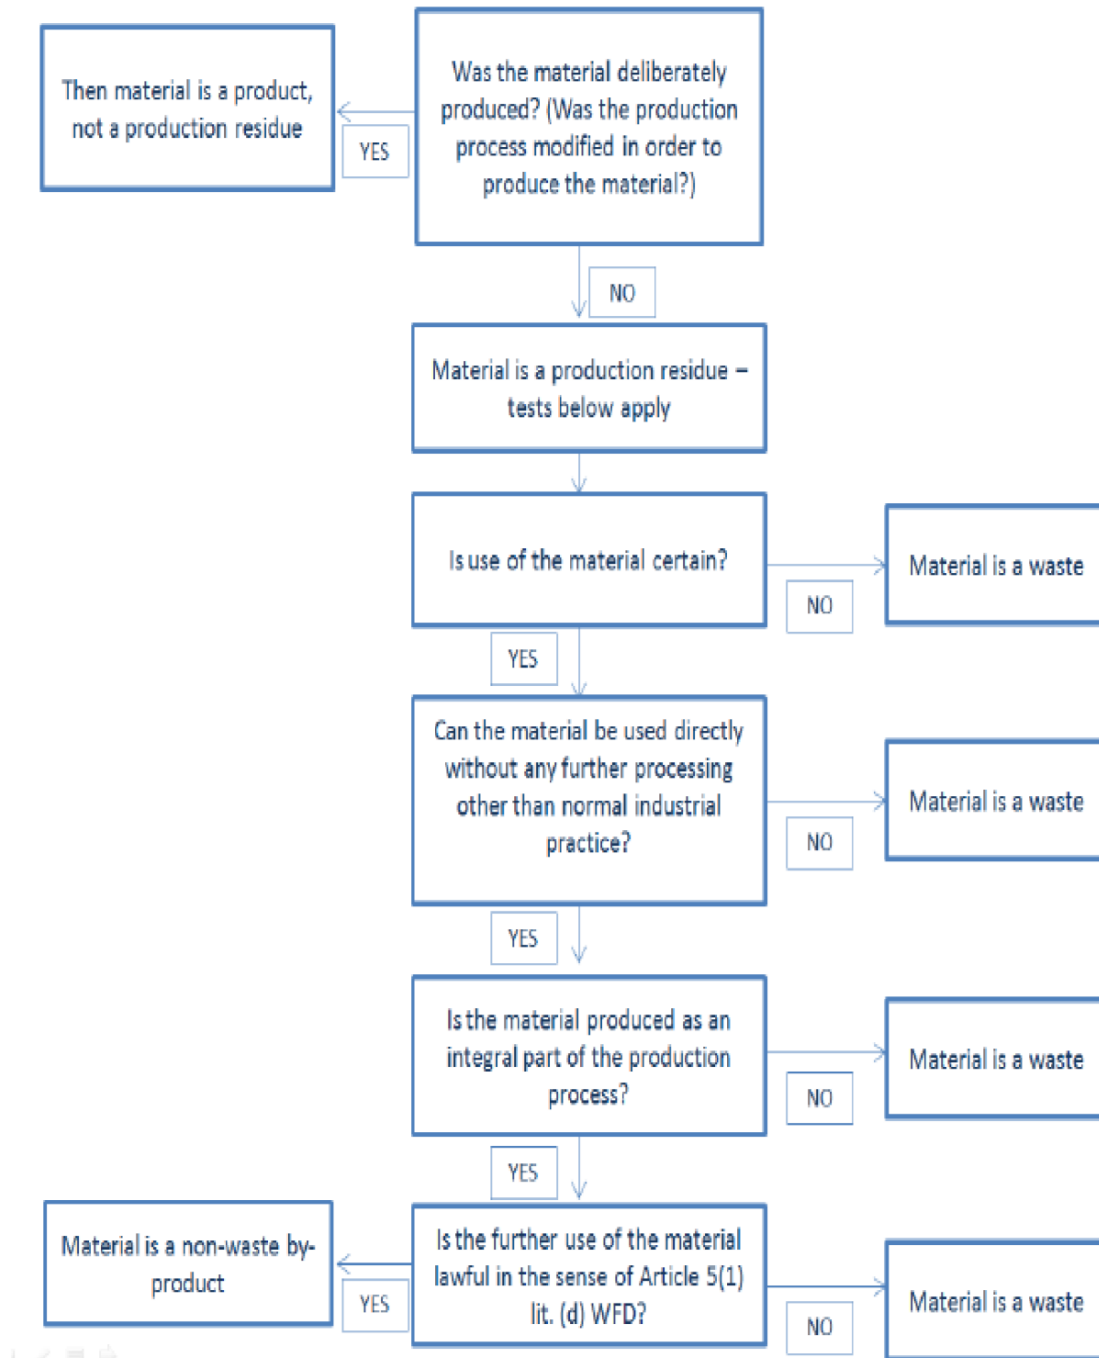 Was the material deliberately
produced? (Was the production
process modified in order to
produce the material?)
YES
Then material is a product,
not a production residue
NO
Material is a production residue –
tests below apply
Is use of the material certain?
NO
Material is a waste
YES
Can the material be used directly
without any further processing
other than normal industrial
practice?
NO
Material is a waste
YES
Is the material produced as an
integral part of the production
process?
NO
Material is a waste
YES
Is the further use of the material
lawful in the sense of Article 5(1)
lit. (d) WFD?
YES
Material is a non-waste by-
product
NO
Material is a waste